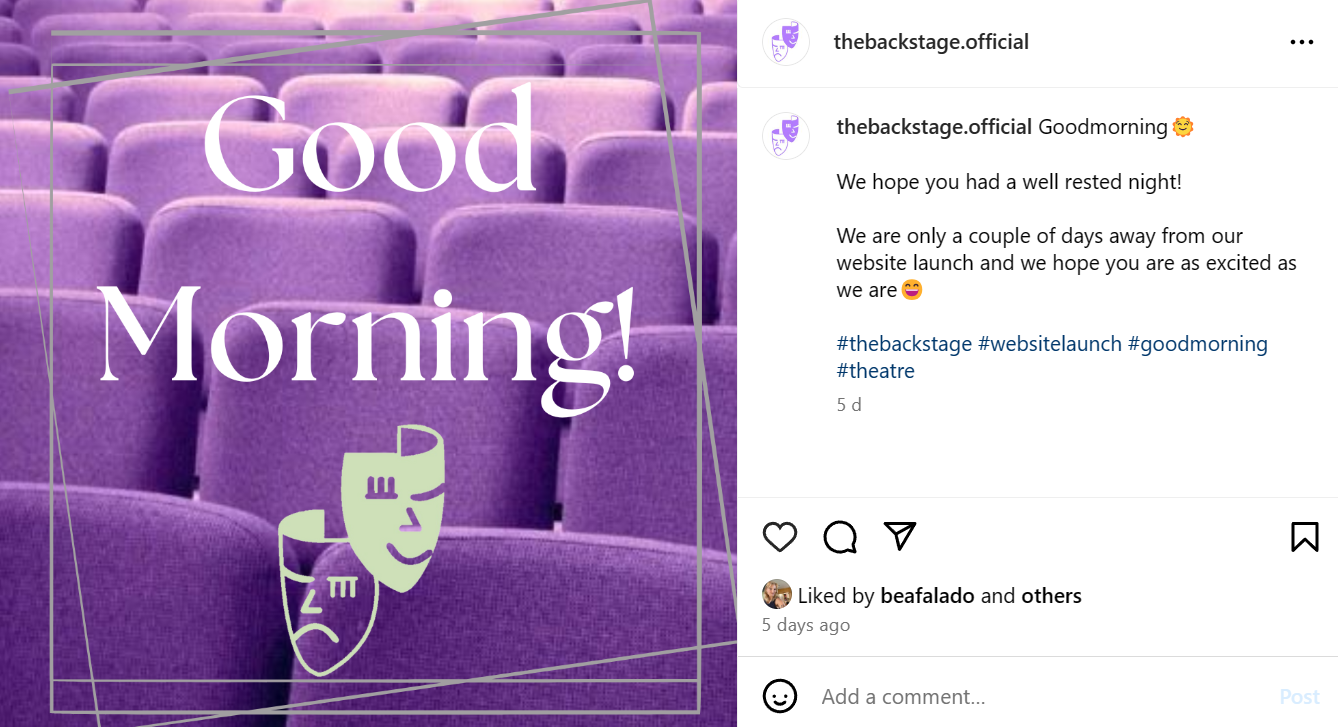 Good
Morning!
thebackstage.official
thebackstage.official Goodmorning🌞
We hope you had a well rested night!
We are only a couple of days away from our
website launch and we hope you are as excited as
we are😄
#thebackstage #websitelaunch #goodmorning
#theatre
5 d
Liked by beafalado and others
5 days ago
Add a comment...
Post